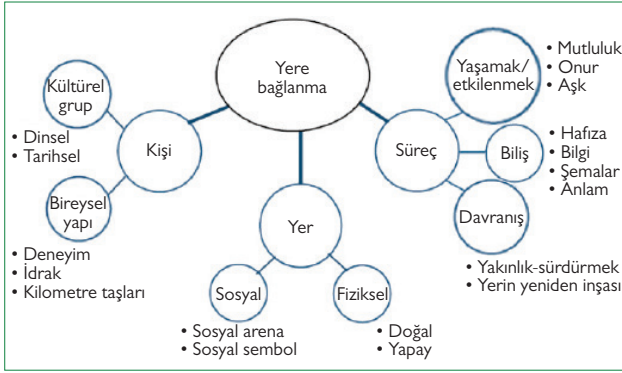 Yere
bağlanma
Kişi
Kültürel
grup
• Dinsel
• Tarihsel
Bireysel
yapı
• Deneyim
• İdrak
• Kilometre taşları
Yer
Sosyal
• Sosyal arena
• Sosyal sembol
Fiziksel
• Doğal
• Yapay
Süreç
Yaşamak/
etkilenmek
• Mutluluk
• Onur
• Aşk
Biliş
• Hafıza
• Bilgi
• Şemalar
• Anlam
Davranış
• Yakınlık-sürdürmek
• Yerin yeniden inşası